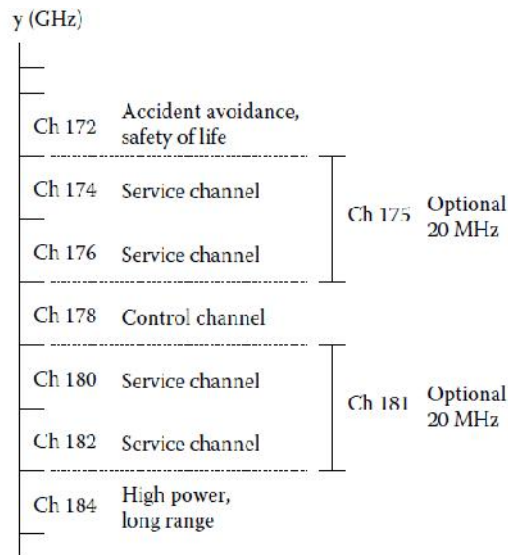 y (GHz)
Ch 172 Accident avoidance,
safety of life
Ch 174 Service channel
Ch 175 Optional
20 MHz
Ch 176 Service channel
Ch 178 Control channel
Ch 180 Service channel
Ch 181 Optional
20 MHz
Ch 182 Service channel
Ch 184 High power,
long range